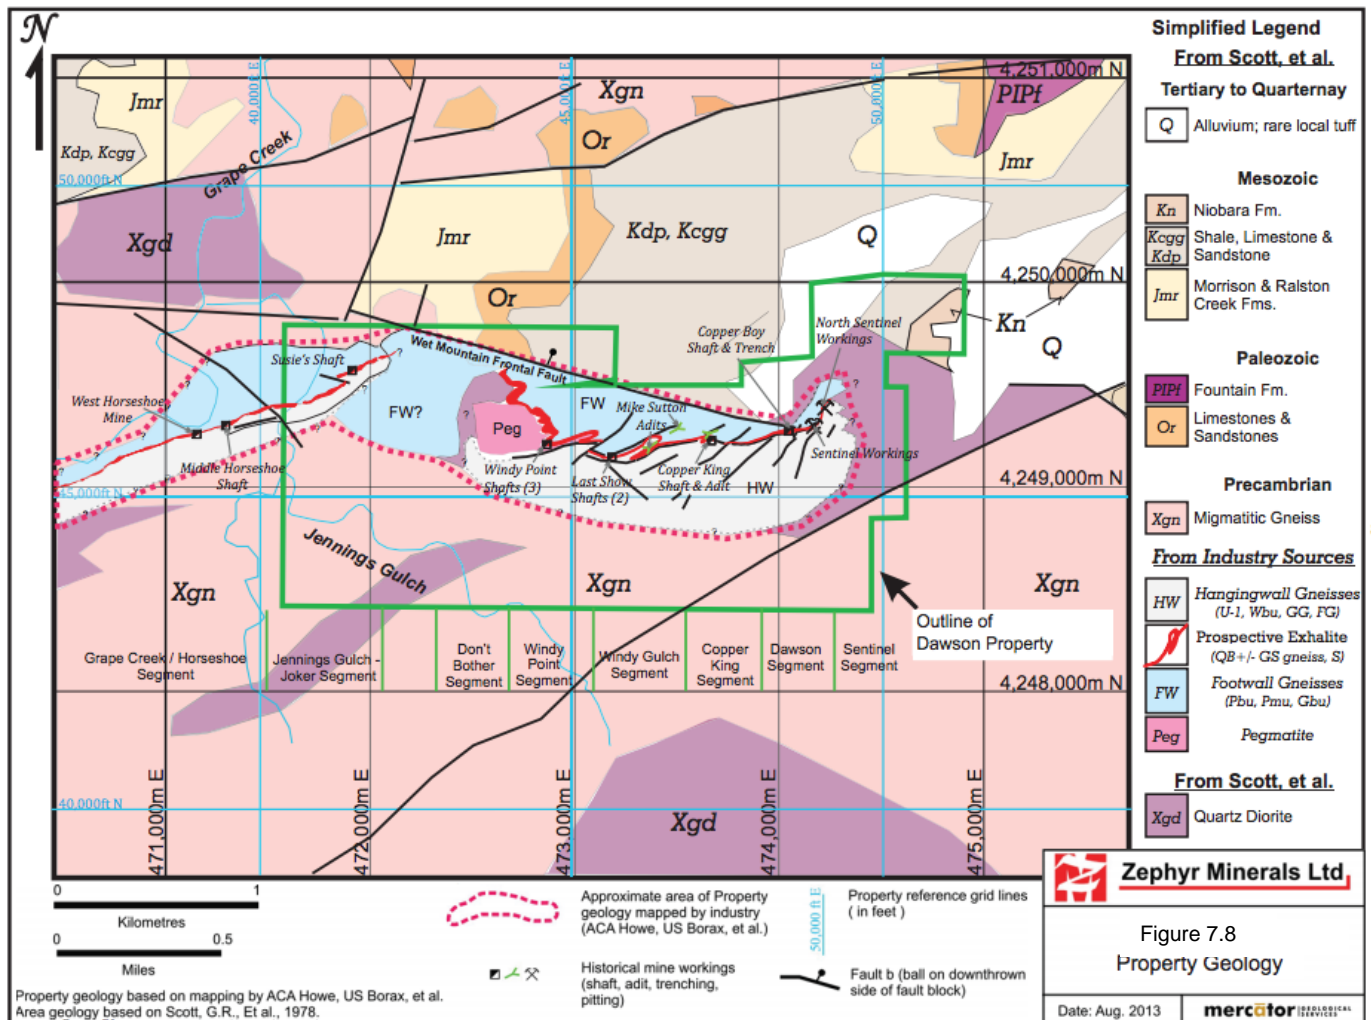 N
40,000ft E
45,000 ft E
50,000 ft E
4,251,000m N
Jmr
Xgn
PIPf
Kdp, Kcgg
Or
Jmr
Grape Creek
50,000ft N
Xgd
Jmr
Kdp, Kcgg
Q
4,250,000m N
Or
Kn
Q
Copper Boy
Shaft & Trench
North Sentinel
Workings
Susie's Shaft
?
Wet Mountain Frontal Fault
West Horseshoe
Mine
FW?
FW
Mike Sutton
Adits
Peg
Middle Horseshoe
Shaft
Windy Point
Shafts (3)
Last Show
Shafts (2)
Copper King
Shaft & Adit
HW
Sentinel Workings
4,249,000m N
45,000ft N
Jennings Gulch
Xgn
Xgn
Xgn
Outline of
Dawson Property
Grape Creek / Horseshoe
Segment
Jennings Gulch -
Joker Segment
Don't
Bother
Segment
Windy
Point
Segment
Windy Gulch
Segment
Copper
King
Segment
Dawson
Segment
Sentinel
Segment
4,248,000m N
40,000ft N
Xgd
471,000m E
472,000m E
473,000m E
474,000m E
475,000m E
Simplified Legend
From Scott, et al.
Tertiary to Quarternay
Q Alluvium; rare local tuff
Mesozoic
Kn Niobara Fm.
Kcgg Shale, Limestone &
Kdp Sandstone
Jmr Morrison & Ralston
Creek Fms.
Paleozoic
PIPf Fountain Fm.
Or Limestones &
Sandstones
Precambrian
Xgn Migmatitic Gneiss
From Industry Sources
HW Hangingwall Gneisses
(U-1, Wbu, GG, FG)
Prospective Exhalite
(QB+/- GS gneiss, S)
FW Footwall Gneisses
(Pbu, Pmu, Gbu)
Peg Pegmatite
From Scott, et al.
Xgd Quartz Diorite
0 1
Kilometres
0 0.5
Miles
Approximate area of Property
geology mapped by industry
(ACA Howe, US Borax, et al.)
Historical mine workings
(shaft, adit, trenching,
pitting)
50,000 ft E
Property reference grid lines
( in feet )
Fault b (ball on downthrown
side of fault block)
Property geology based on mapping by ACA Howe, US Borax, et al.
Area geology based on Scott, G.R., Et al., 1978.
Zephyr Minerals Ltd.
Figure 7.8
Property Geology
Date: Aug. 2013
mercator GEOLOGICAL
SERVICES